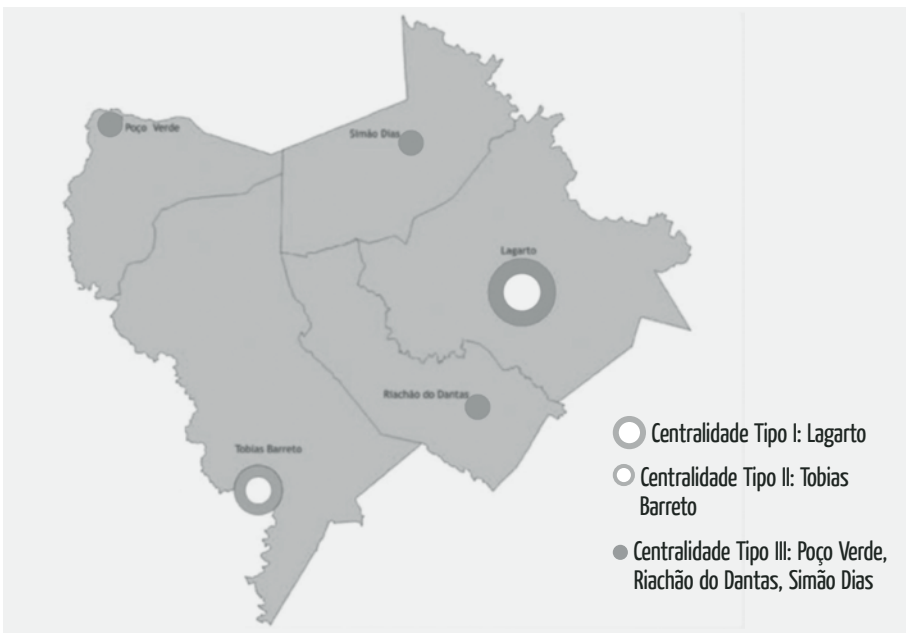 Poço Verde
Simão Dias
Lagarto
Riachão do Dantas
Tobias Barreto
Centralidade Tipo I: Lagarto
Centralidade Tipo II: Tobias
Barreto
Centralidade Tipo III: Poço Verde,
Riachão do Dantas, Simão Dias